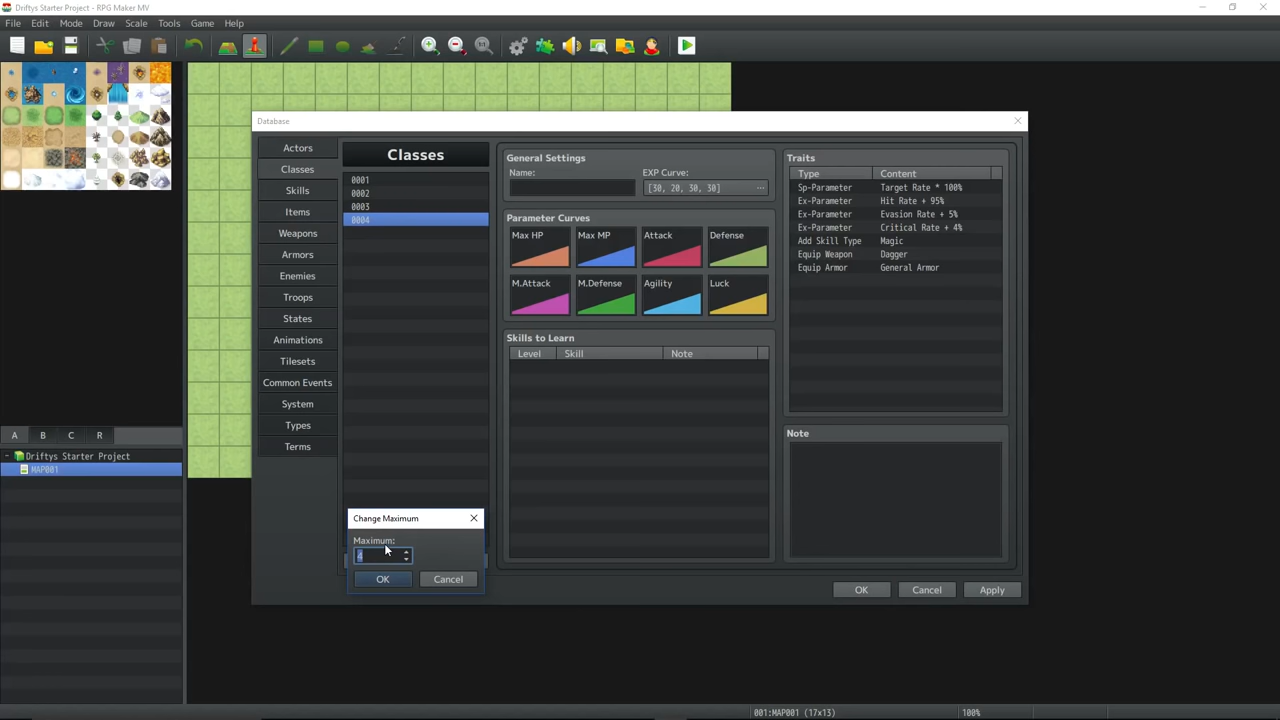 Driftys Starter Project - RPG Maker MV
File Edit Mode Draw Scale Tools Game Help
Database
Actors
Classes
Skills
Items
Weapons
Armors
Enemies
Troops
States
Animations
Tilesets
Common Events
System
Types
Terms
Classes
0001
0002
0003
0004
General Settings
Name:
EXP Curve:
[30, 20, 30, 30] ...
Parameter Curves
Max HP Max MP Attack Defense
M.Attack M.Defense Agility Luck
Skills to Learn
Level Skill Note
Traits
Type Content
Sp-Parameter Target Rate * 100%
Ex-Parameter Hit Rate + 95%
Ex-Parameter Evasion Rate + 5%
Ex-Parameter Critical Rate + 4%
Add Skill Type Magic
Equip Weapon Dagger
Equip Armor General Armor
Note
Change Maximum
Maximum:
4
OK Cancel
OK Cancel Apply
A B C R
Driftys Starter Project
MAP001
001:MAP001 (17x13) 100%